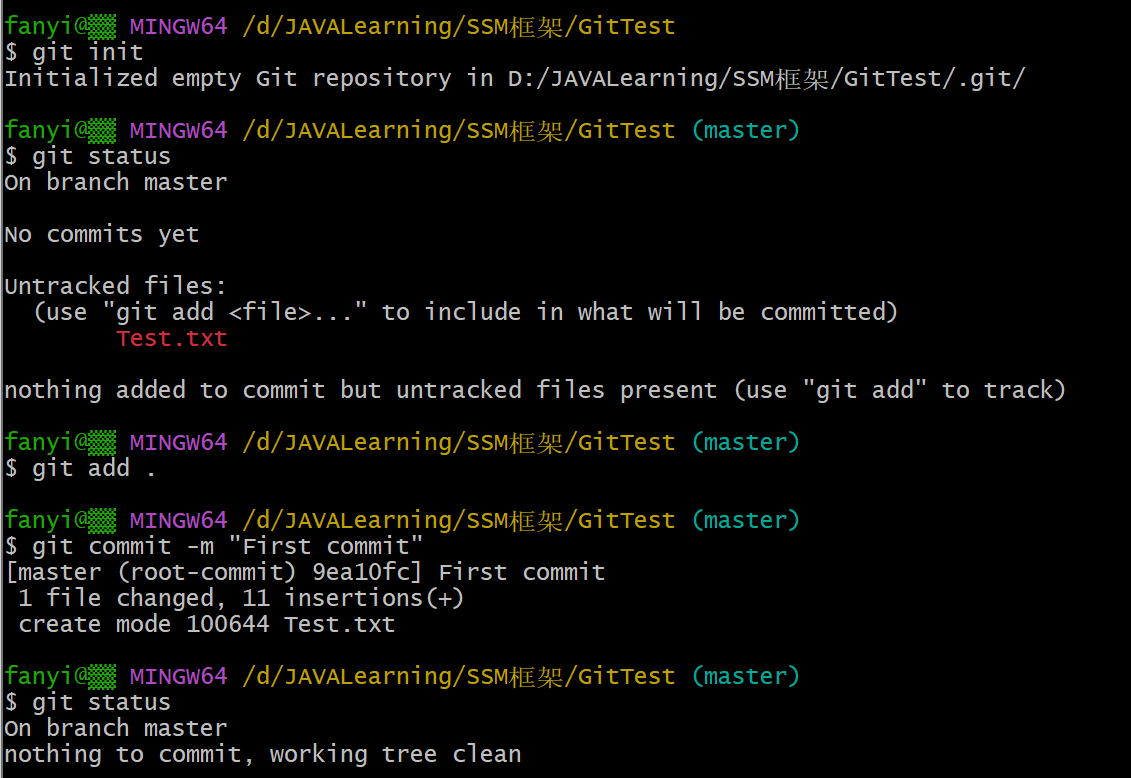 fanyi@▒▒ MINGW64 /d/JAVALearning/SSM框架/GitTest
$ git init
Initialized empty Git repository in D:/JAVALearning/SSM框架/GitTest/.git/
fanyi@▒▒ MINGW64 /d/JAVALearning/SSM框架/GitTest (master)
$ git status
On branch master
No commits yet
Untracked files:
  (use "git add <file>..." to include in what will be committed)
        Test.txt
nothing added to commit but untracked files present (use "git add" to track)
fanyi@▒▒ MINGW64 /d/JAVALearning/SSM框架/GitTest (master)
$ git add .
fanyi@▒▒ MINGW64 /d/JAVALearning/SSM框架/GitTest (master)
$ git commit -m "First commit"
[master (root-commit) 9ea10fc] First commit
 1 file changed, 11 insertions(+)
 create mode 100644 Test.txt
fanyi@▒▒ MINGW64 /d/JAVALearning/SSM框架/GitTest (master)
$ git status
On branch master
nothing to commit, working tree clean